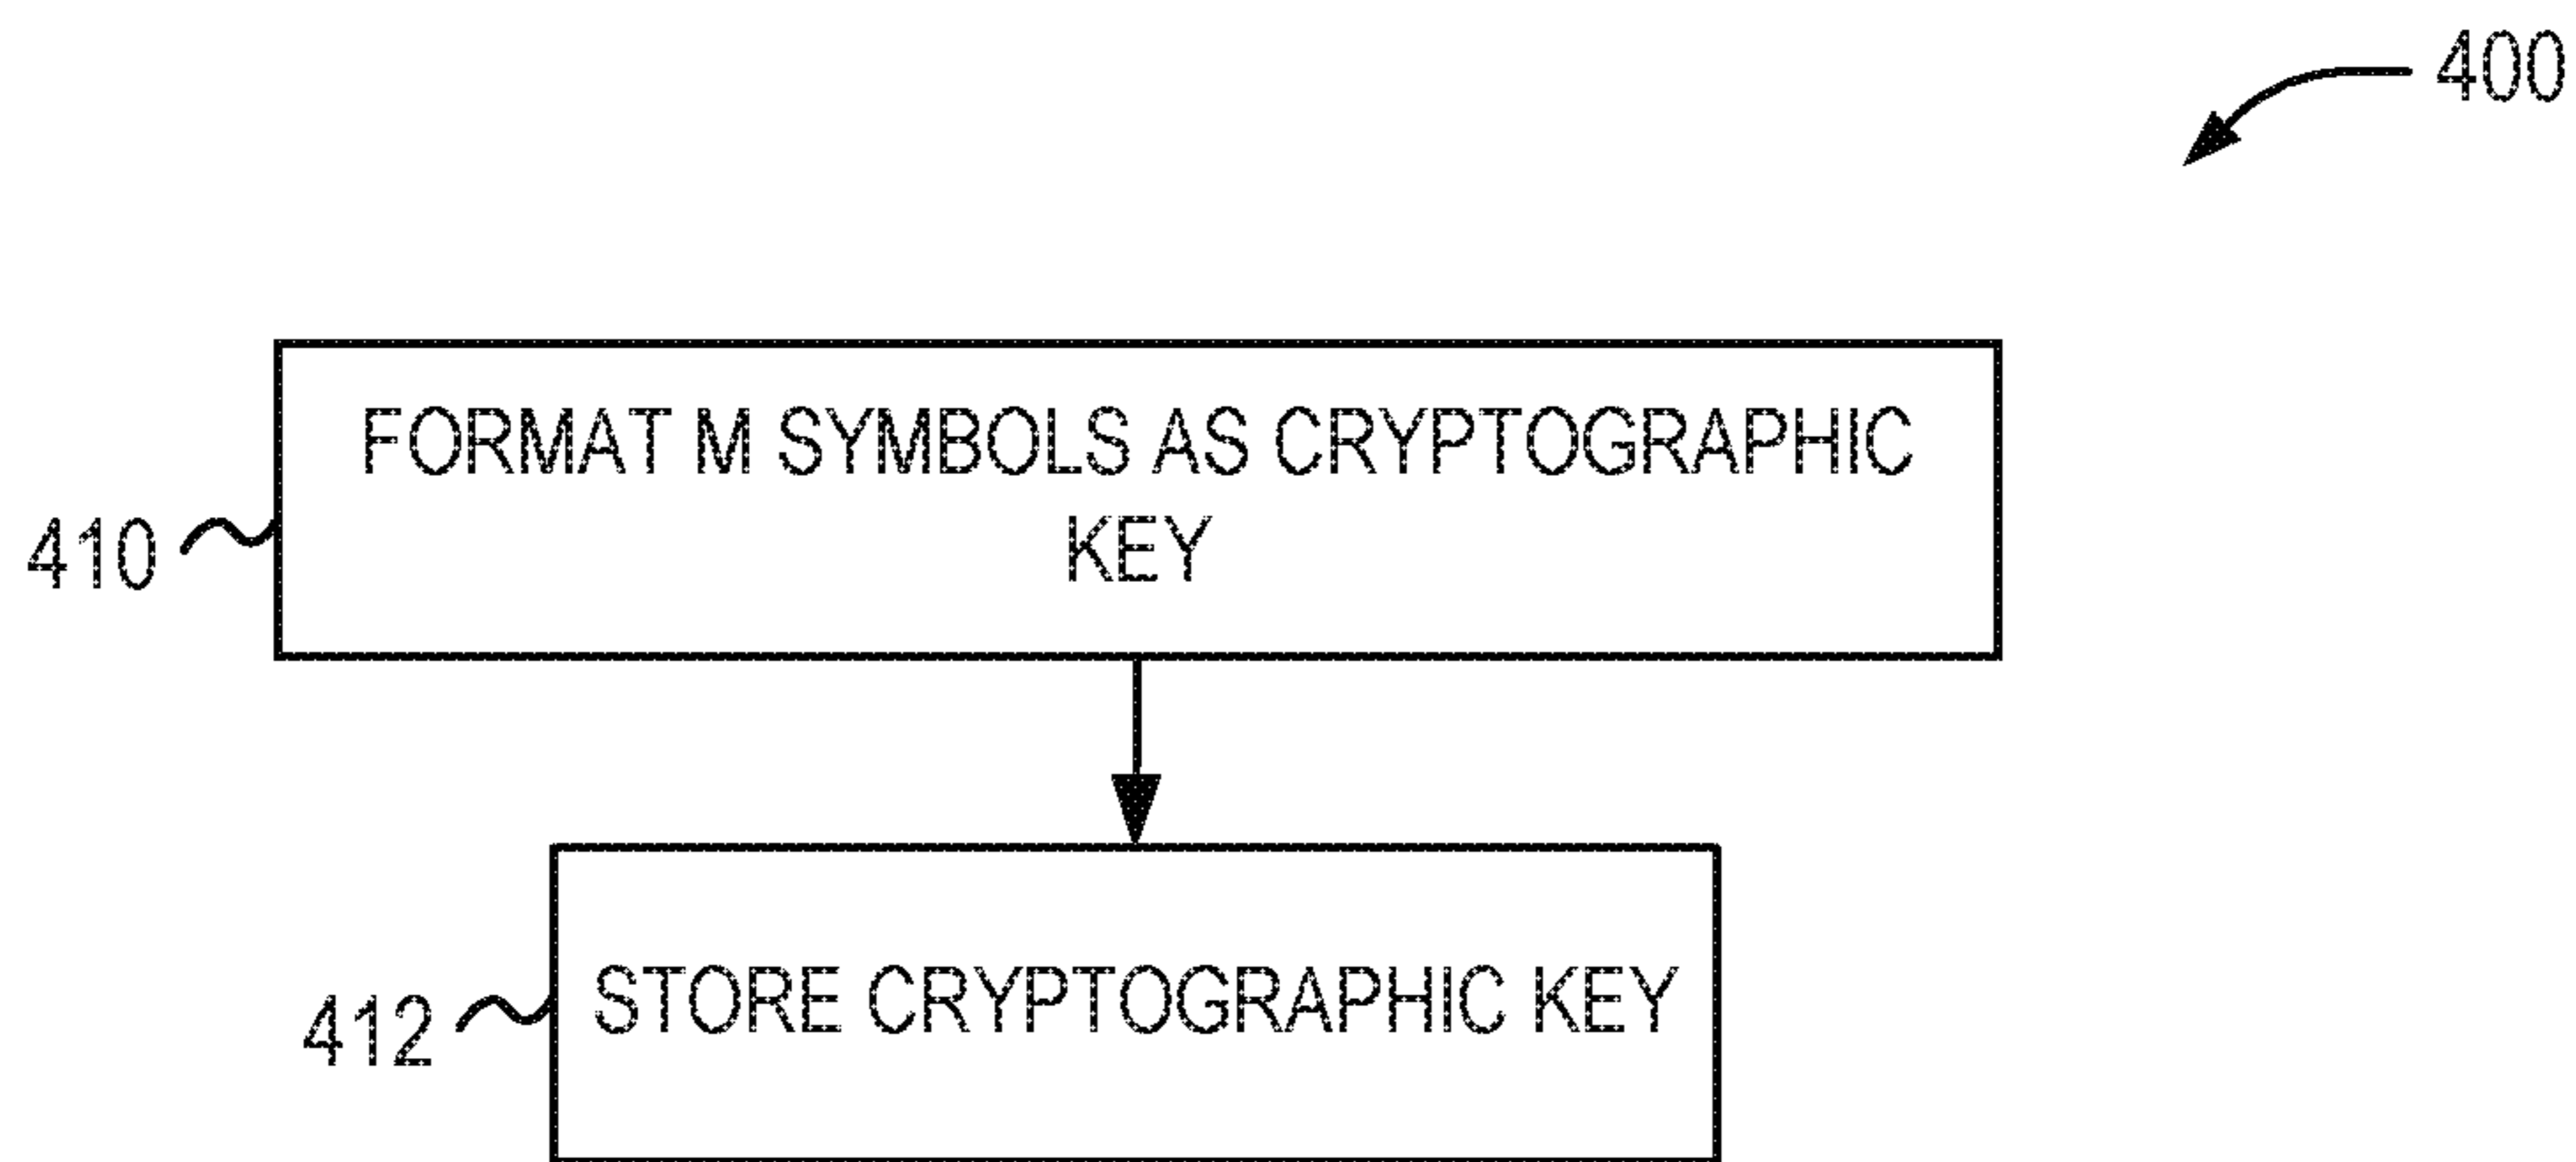 400
FORMAT M SYMBOLS AS CRYPTOGRAPHIC
KEY
410
STORE CRYPTOGRAPHIC KEY
412